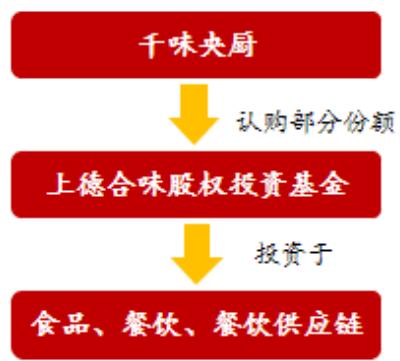 千味央厨
认购部分份额
上德合味股权投资基金
投资于
食品、餐饮、餐饮供应链